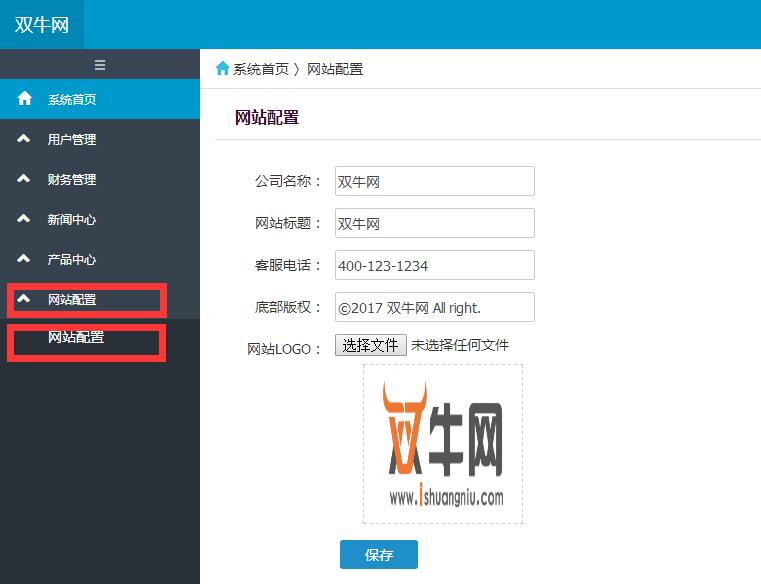 双牛网
系统首页
用户管理
财务管理
新闻中心
产品中心
网站配置
网站配置
系统首页 〉 网站配置
网站配置
公司名称： 双牛网
网站标题： 双牛网
客服电话： 400-123-1234
底部版权： ©2017 双牛网 All right.
网站LOGO： 选择文件 未选择任何文件
双牛网
www.ishuangniu.com
保存